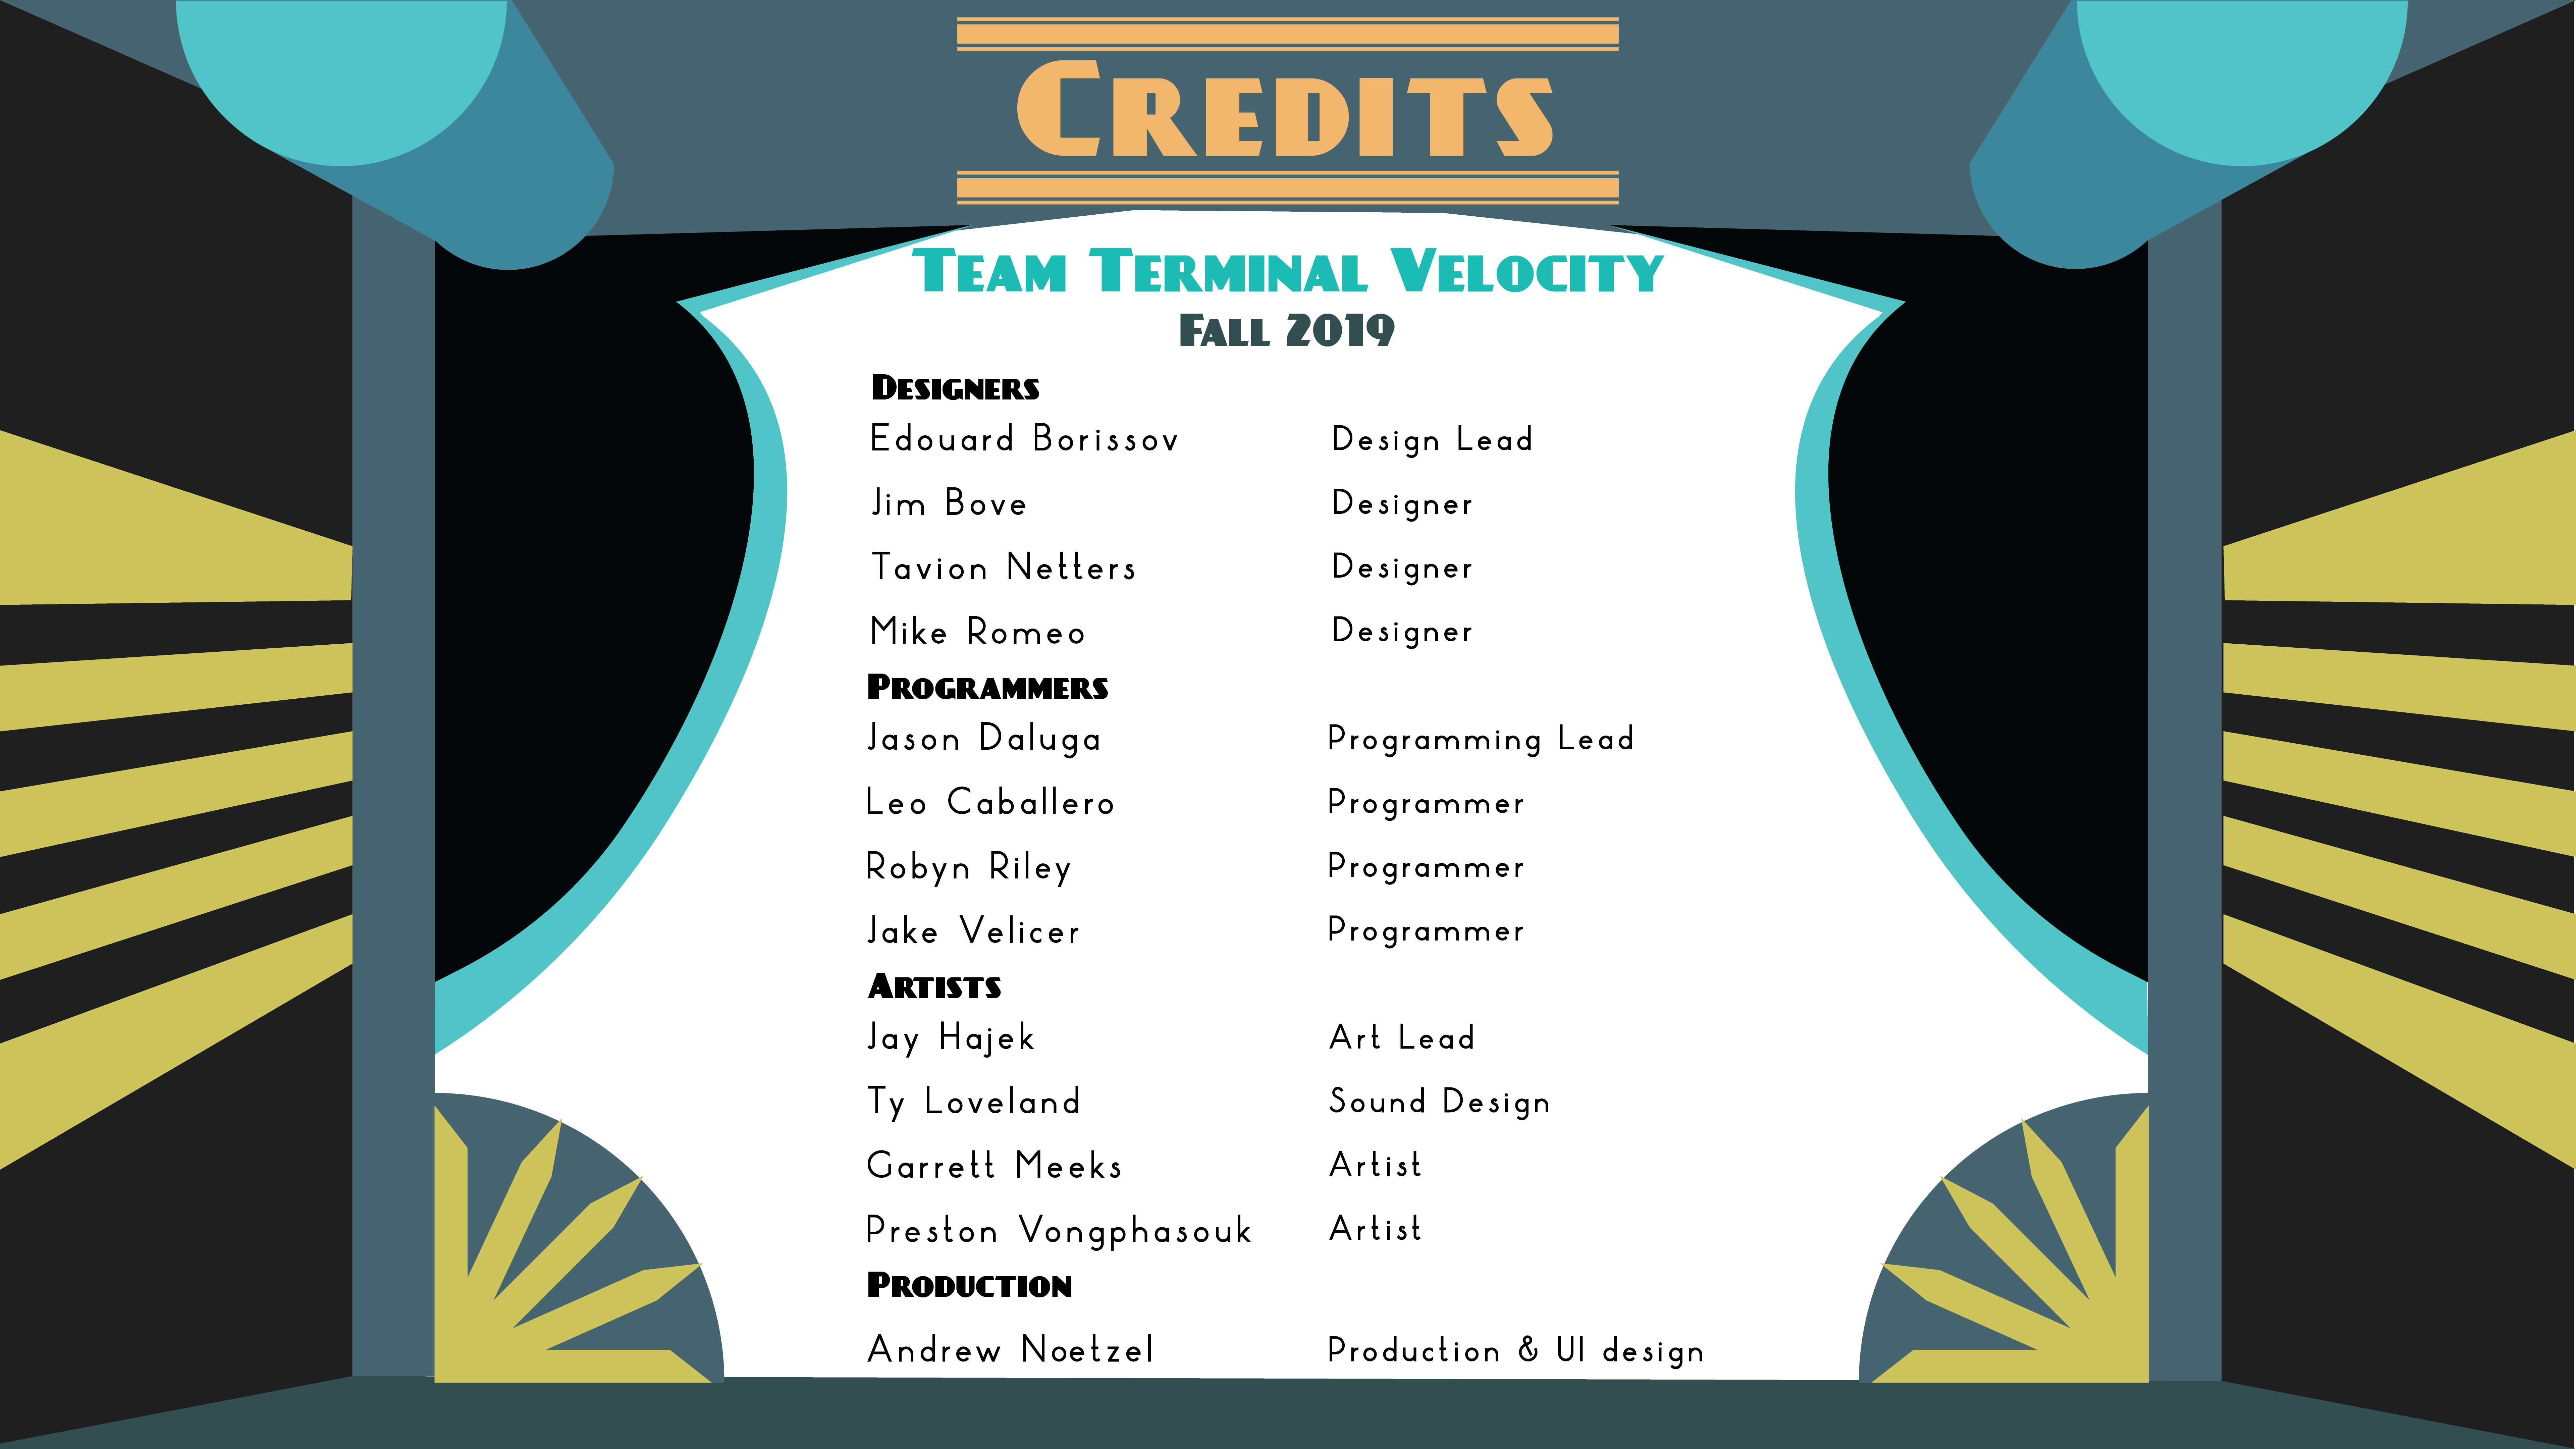 Credits
Team Terminal Velocity
Fall 2019
Designers
Edouard Borissov Design Lead
Jim Bove Designer
Tavion Netters Designer
Mike Romeo Designer
Programmers
Jason Daluga Programming Lead
Leo Caballero Programmer
Robyn Riley Programmer
Jake Velicer Programmer
Artists
Jay Hajek Art Lead
Ty Loveland Sound Design
Garrett Meeks Artist
Preston Vongphasouk Artist
Production
Andrew Noetzel Production & UI design